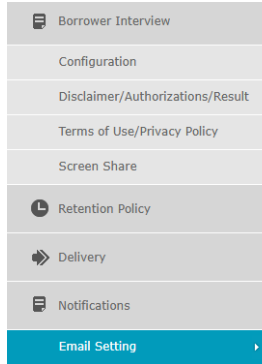 Borrower Interview
Configuration
Disclaimer/Authorizations/Result
Terms of Use/Privacy Policy
Screen Share
Retention Policy
Delivery
Notifications
Email Setting